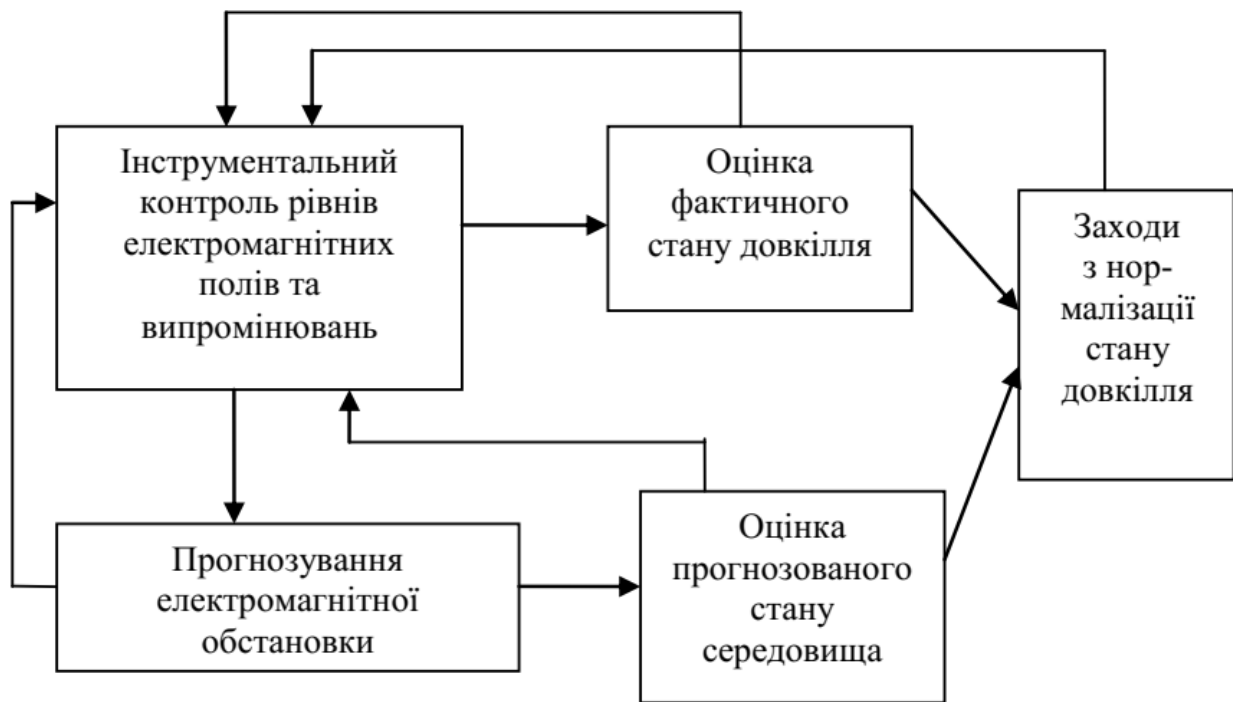 Інструментальний
контроль рівнів
електромагнітних
полів та
випромінювань
Оцінка
фактичного
стану довкілля
Заходи
з нор-
малізації
стану
довкілля
Прогнозування
електромагнітної
обстановки
Оцінка
прогнозованого
стану
середовища